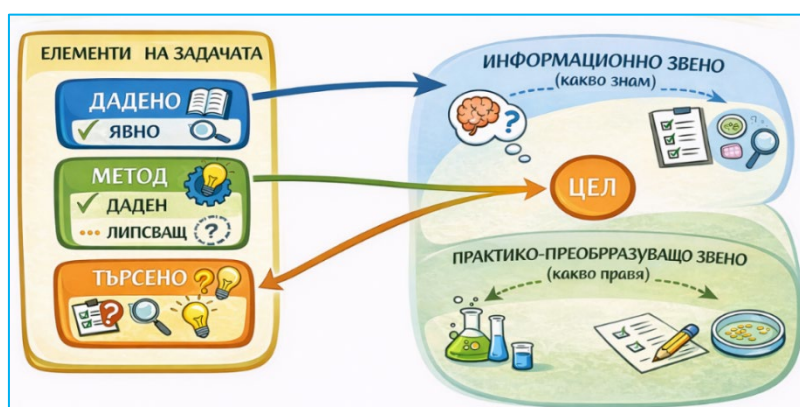 ЕЛЕМЕНТИ НА ЗАДАЧАТА
ДАДЕНО
ЯВНО
МЕТОД
ДАДЕН
ЛИПСВАЩ
?
ТЪРСЕНО
?
?
ИНФОРМАЦИОННО ЗВЕНО
(какво знам)
?
ЦЕЛ
ПРАКТИКО-ПРЕОБРРАЗУВАЩО ЗВЕНО
(какво правя)